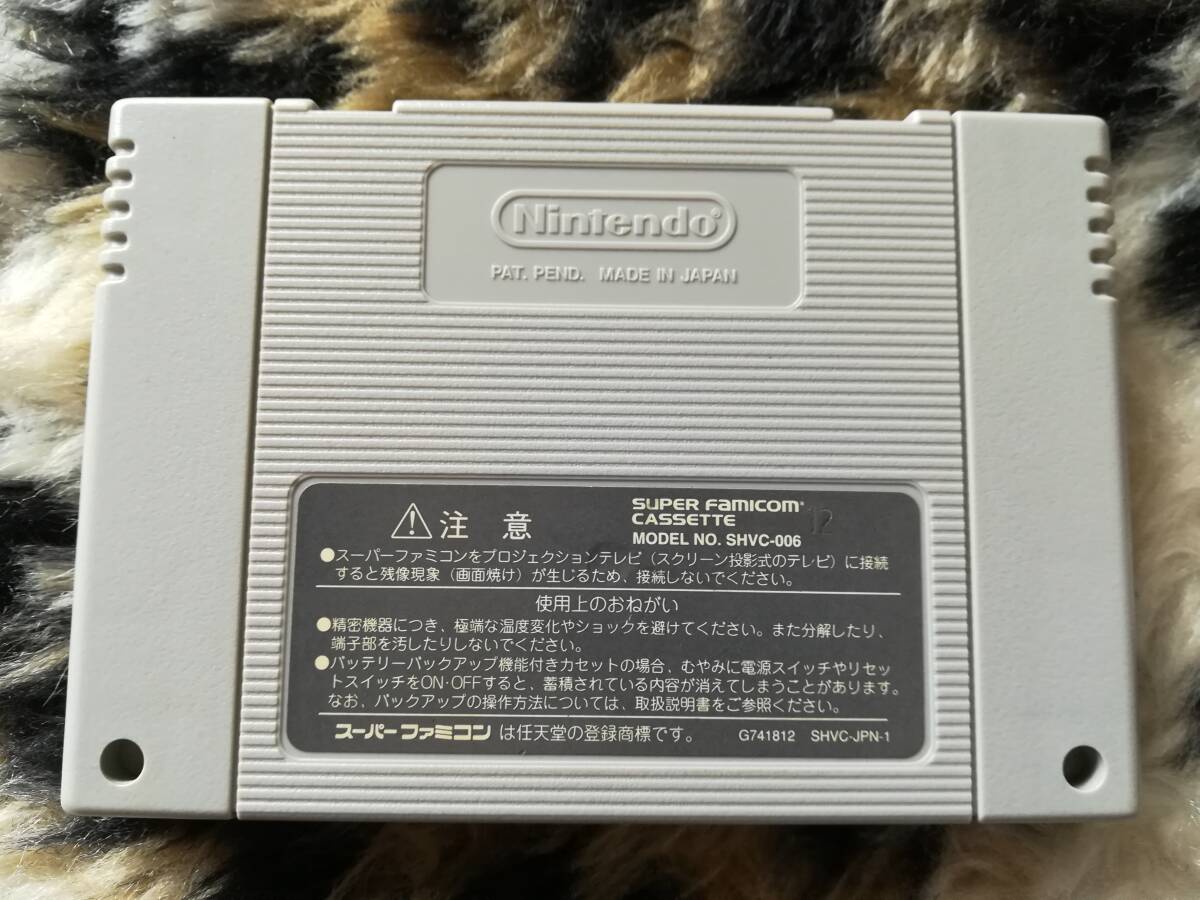 Nintendo®
PAT. PEND. MADE IN JAPAN
⚠注意
SUPER FAMICOM®
CASSETTE
12
MODEL NO. SHVC-006
●スーパーファミコンをプロジェクションテレビ(スクリーン投影式のテレビ)に接続
すると残像現象(画面焼け)が生じるため、接続しないでください。
使用上のおねがい
●精密機器につき、極端な温度変化やショックを避けてください。また分解したり、
端子部を汚したりしないでください。
●バッテリーバックアップ機能付きカセットの場合、むやみに電源スイッチやリセッ
トスイッチをON・OFFすると、蓄積されている内容が消えてしまうことがあります。
なお、バックアップの操作方法については、取扱説明書をご参照ください。
スーパーファミコンは任天堂の登録商標です。 G741812 SHVC-JPN-1